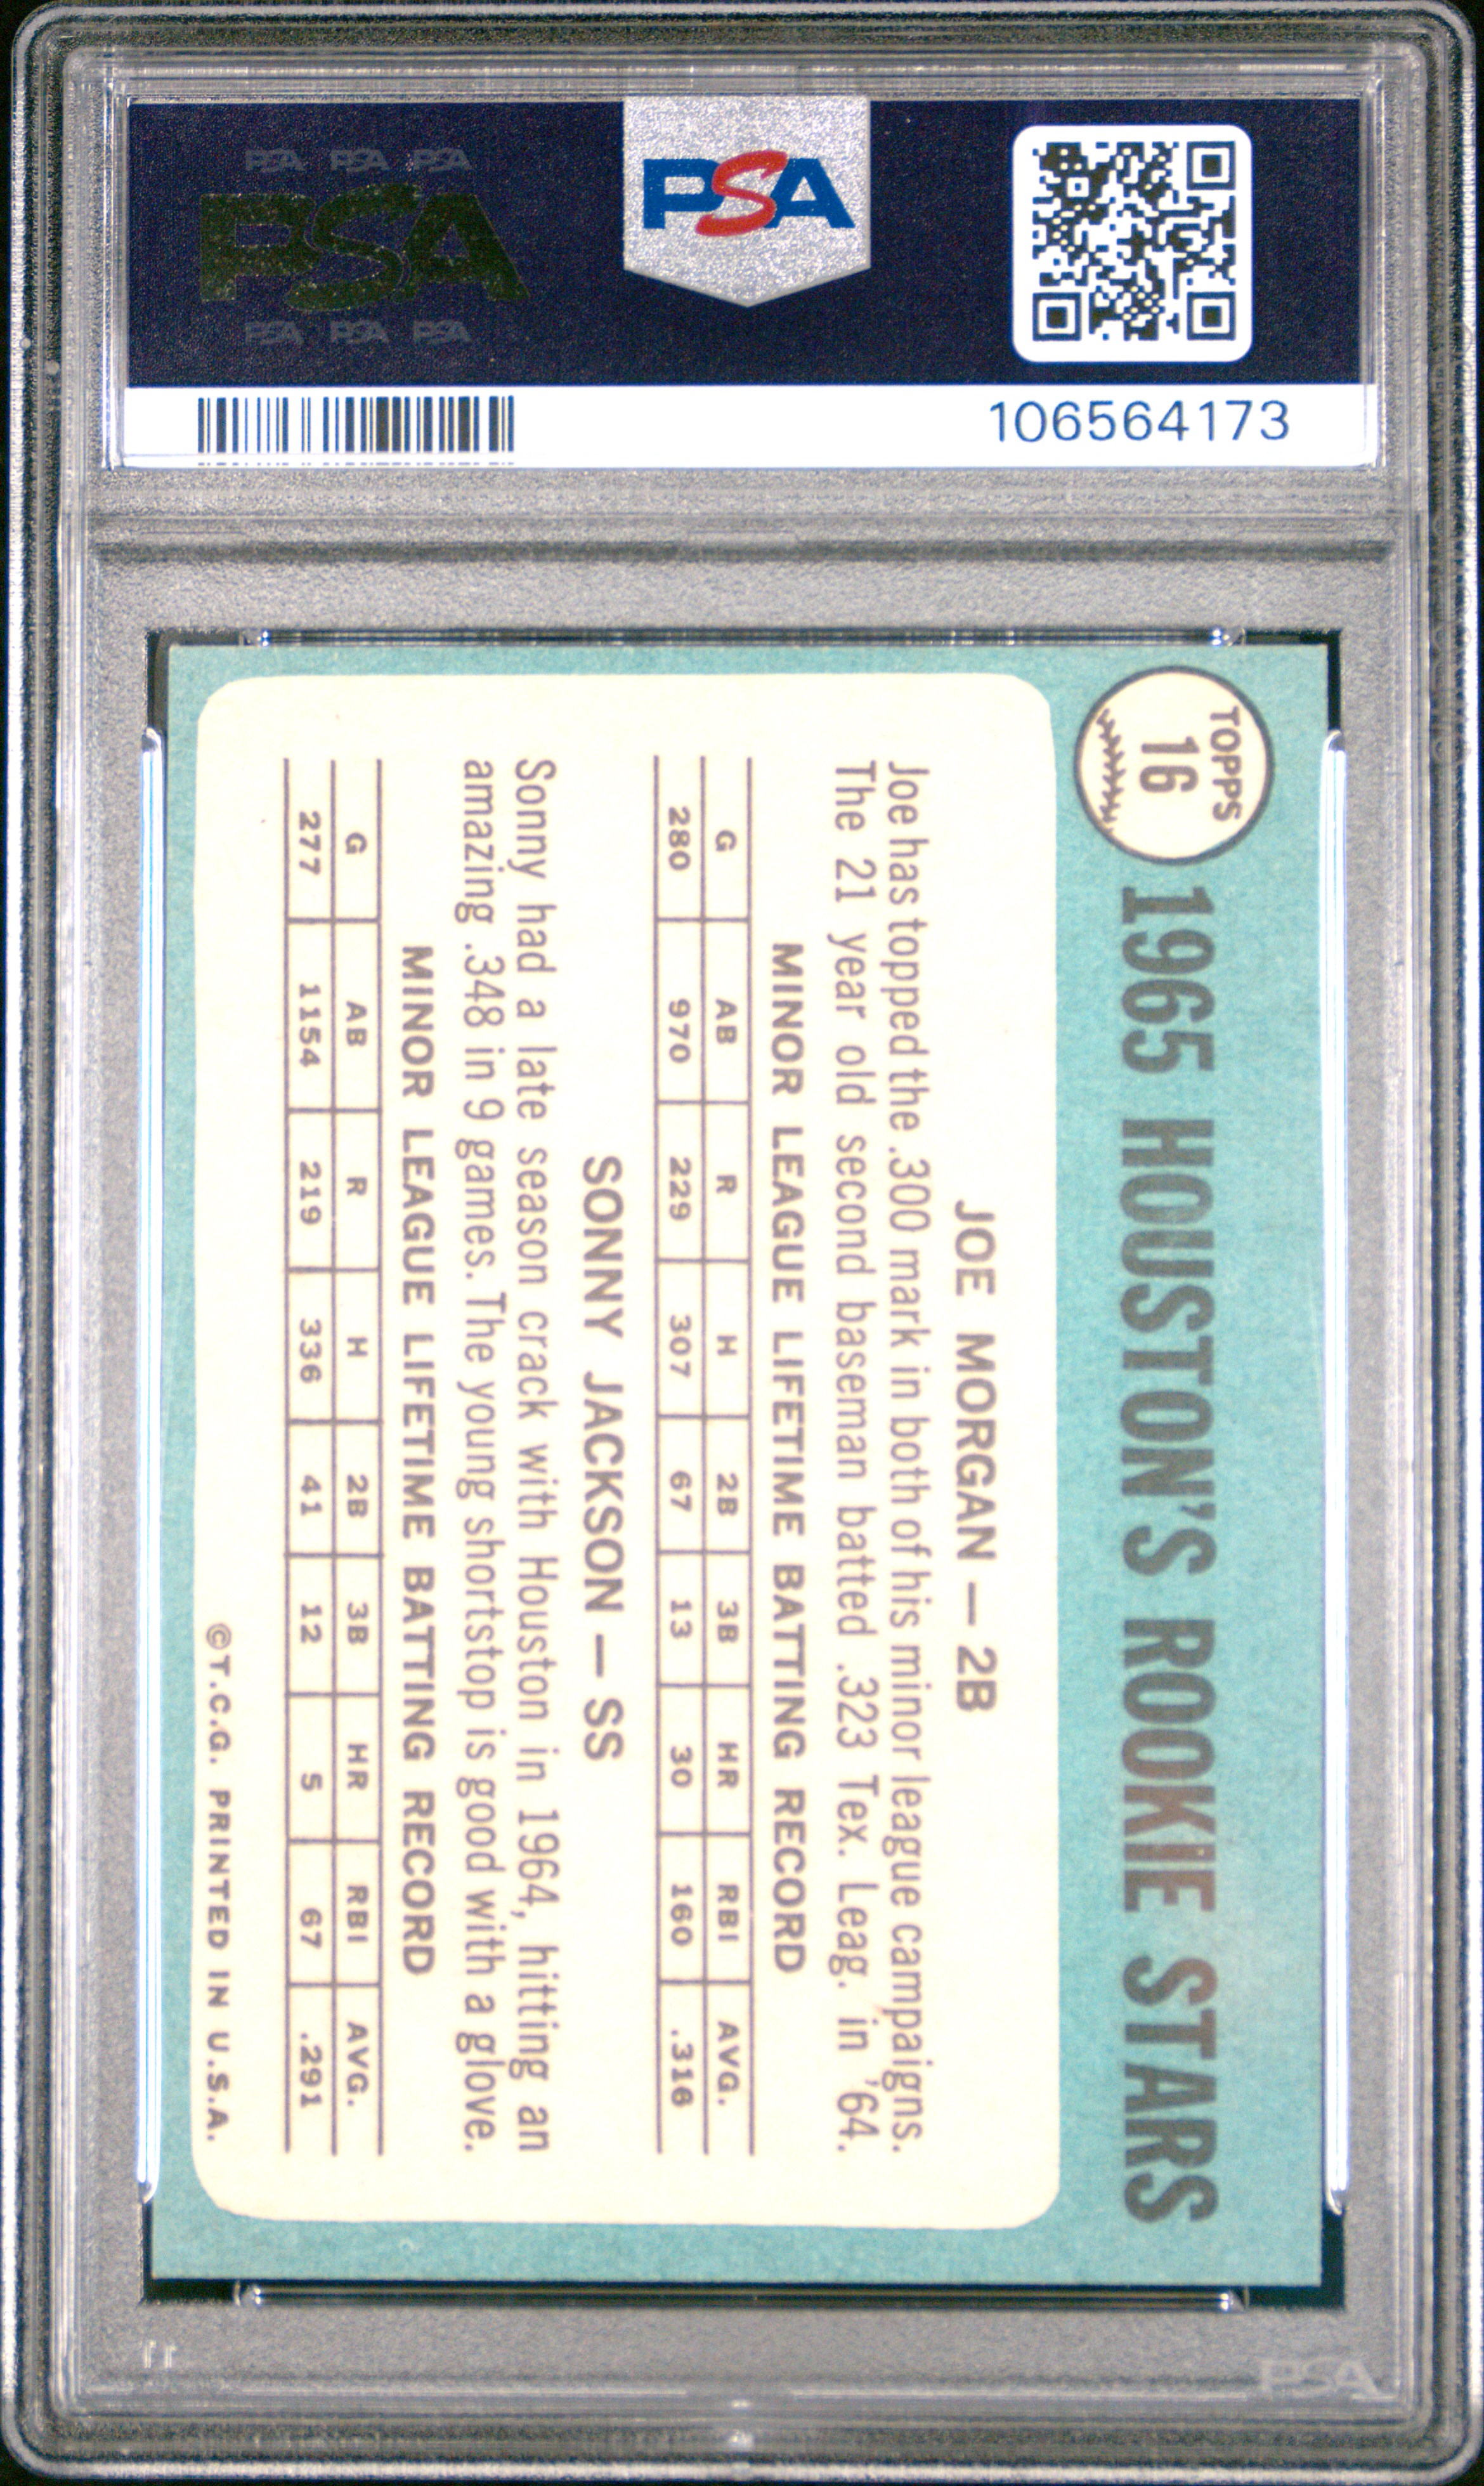 PSA PSA PSA
PSA
PSA PSA PSA
PSA
106564173
TOPPS
16
1965 HOUSTON'S ROOKIE STARS
JOE MORGAN — 2B
Joe has topped the .300 mark in both of his minor league campaigns.
The 21 year old second baseman batted .323 Tex. Leag. in '64.
MINOR LEAGUE LIFETIME BATTING RECORD
G AB R H 2B 3B HR RBI AVG.
280 970 229 307 67 13 30 160 .316
SONNY JACKSON — SS
Sonny had a late season crack with Houston in 1964, hitting an
amazing .348 in 9 games. The young shortstop is good with a glove.
MINOR LEAGUE LIFETIME BATTING RECORD
G AB R H 2B 3B HR RBI AVG.
277 1154 219 336 41 12 5 67 .291
©T.C.G. PRINTED IN U.S.A.
PSA